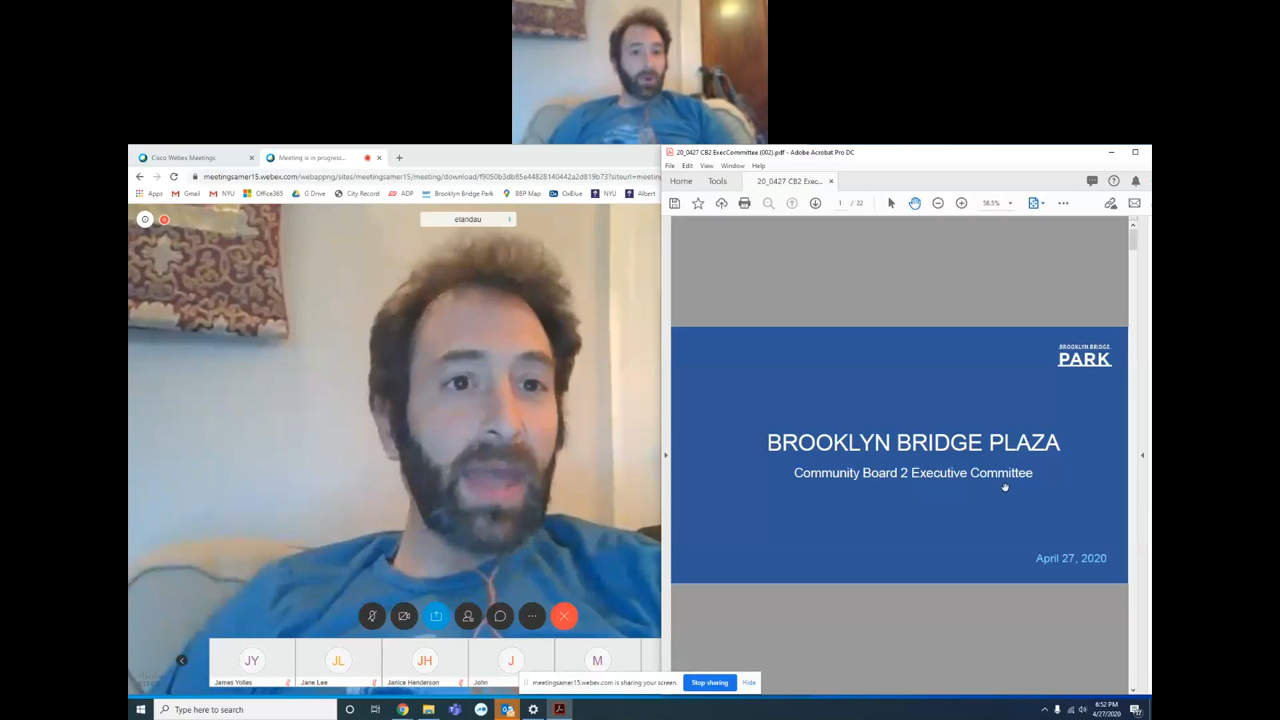 Cisco Webex Meetings
Meeting is in progress...
meetingsamer15.webex.com/webappng/sites/meetingsamer15/meeting/download/f9050b3db85e44828140442a2d819b73?siteurl=meetin
Apps Gmail NYU Office365 G Drive City Record ADP Brooklyn Bridge Park BBP Map OxBlue NYU Albert
elandau
JY JL JH J M
James Yolles Jane Lee Janice Henderson John
20_0427 CB2 ExecCommittee (002).pdf - Adobe Acrobat Pro DC
File Edit View Window Help
Home Tools 20_0427 CB2 Exec...
1 / 22 58.5%
BROOKLYN BRIDGE
PARK
BROOKLYN BRIDGE PLAZA
Community Board 2 Executive Committee
April 27, 2020
meetingsamer15.webex.com is sharing your screen. Stop sharing Hide
Type here to search
6:52 PM
4/27/2020